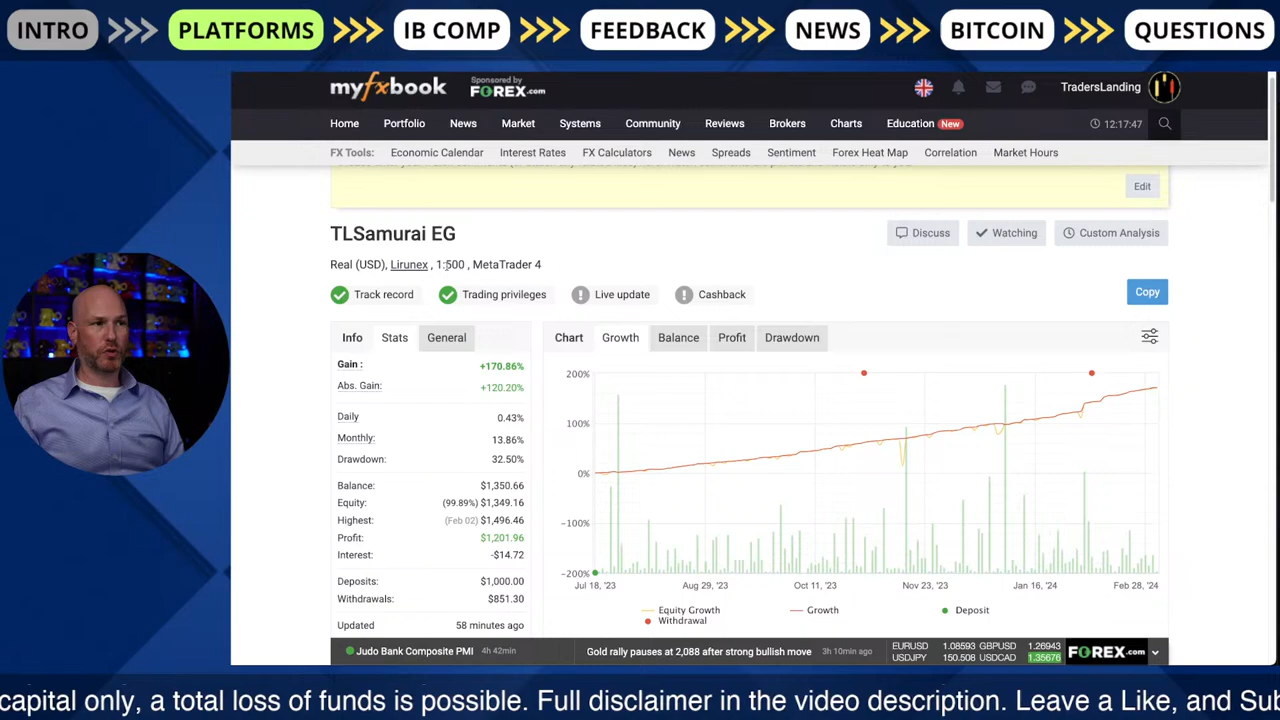 INTRO PLATFORMS IB COMP FEEDBACK NEWS BITCOIN QUESTIONS
myfxbook Sponsored by FOREX.com TradersLanding
Home Portfolio News Market Systems Community Reviews Brokers Charts Education New 12:17:47
FX Tools: Economic Calendar Interest Rates FX Calculators News Spreads Sentiment Forex Heat Map Correlation Market Hours
Edit
TLSamurai EG Discuss Watching Custom Analysis
Real (USD), Lirunex , 1:500 , MetaTrader 4
Track record Trading privileges Live update Cashback Copy
Info Stats General
Gain : +170.86%
Abs. Gain: +120.20%
Daily 0.43%
Monthly: 13.86%
Drawdown: 32.50%
Balance: $1,350.66
Equity: (99.89%) $1,349.16
Highest: (Feb 02) $1,496.46
Profit: $1,201.96
Interest: -$14.72
Deposits: $1,000.00
Withdrawals: $851.30
Updated 58 minutes ago
Chart Growth Balance Profit Drawdown
200%
100%
0%
-100%
-200%
Jul 18, '23 Aug 29, '23 Oct 11, '23 Nov 23, '23 Jan 16, '24 Feb 28, '24
Equity Growth Growth Deposit
Withdrawal
Judo Bank Composite PMI 4h 42min Gold rally pauses at 2,088 after strong bullish move 3h 10min ago
EURUSD 1.08593 GBPUSD 1.26943
USDJPY 150.508 USDCAD 1.35676
FOREX.com
capital only, a total loss of funds is possible. Full disclaimer in the video description. Leave a Like, and Sub